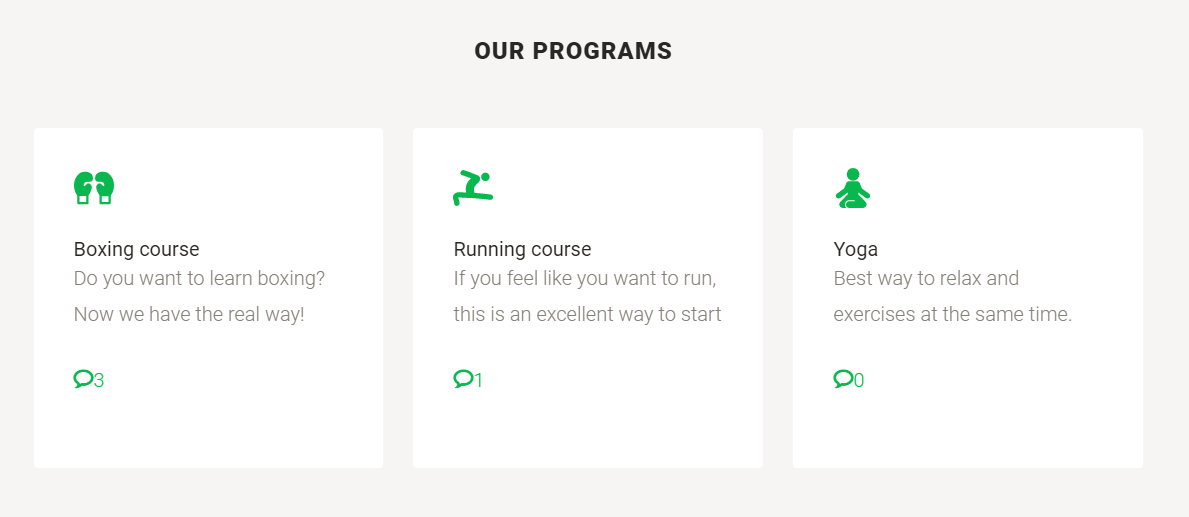 OUR PROGRAMS
Boxing course
Do you want to learn boxing?
Now we have the real way!
3
Running course
If you feel like you want to run,
this is an excellent way to start
1
Yoga
Best way to relax and
exercises at the same time.
0